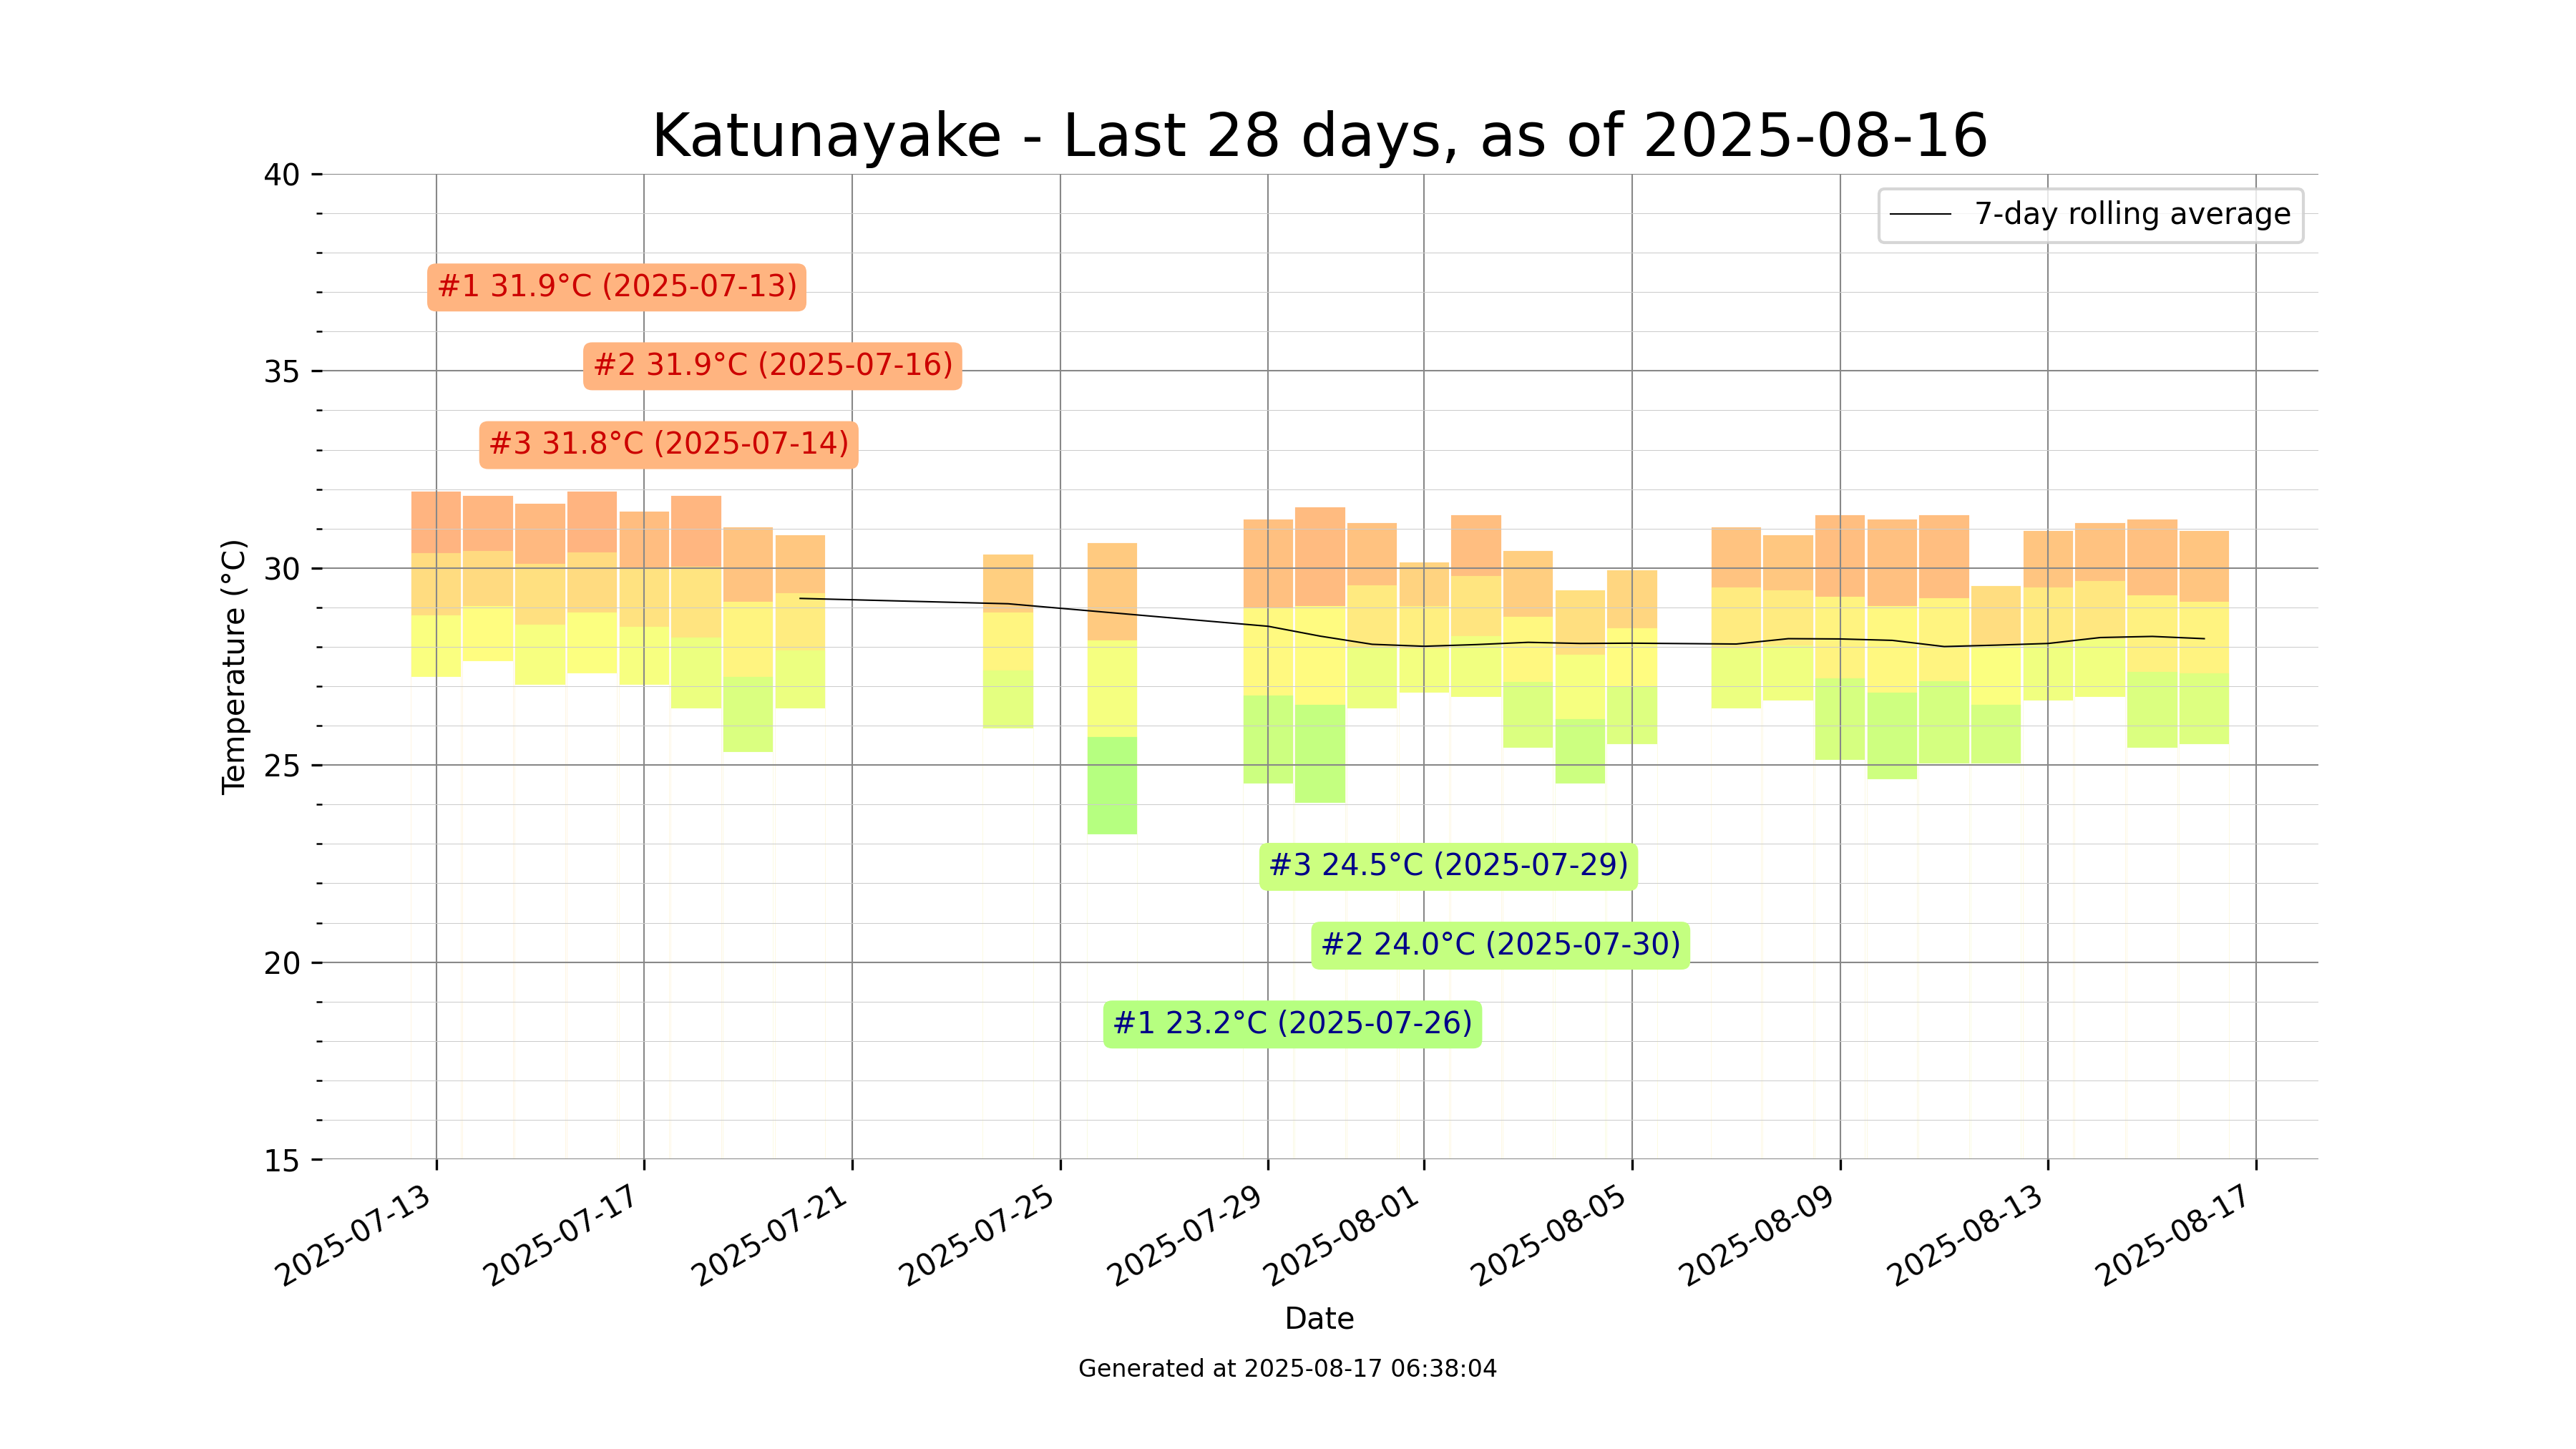 Katunayake - Last 28 days, as of 2025-08-16
7-day rolling average
#1 31.9°C (2025-07-13)
#2 31.9°C (2025-07-16)
#3 31.8°C (2025-07-14)
#3 24.5°C (2025-07-29)
#2 24.0°C (2025-07-30)
#1 23.2°C (2025-07-26)
Temperature (°C)
40
35
30
25
20
15
2025-07-13
2025-07-17
2025-07-21
2025-07-25
2025-07-29
2025-08-01
2025-08-05
2025-08-09
2025-08-13
2025-08-17
Date
Generated at 2025-08-17 06:38:04